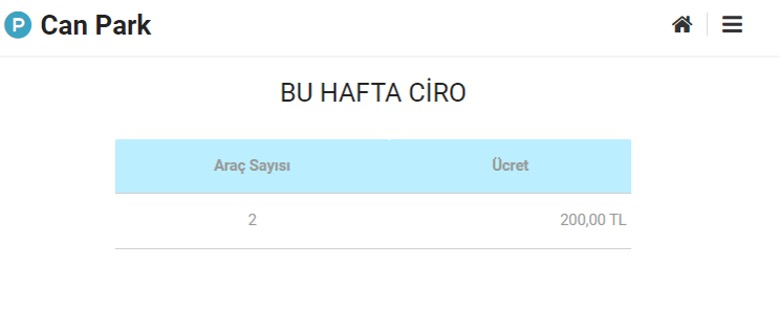 P Can Park
BU HAFTA CİRO
Araç Sayısı Ücret
2 200,00 TL